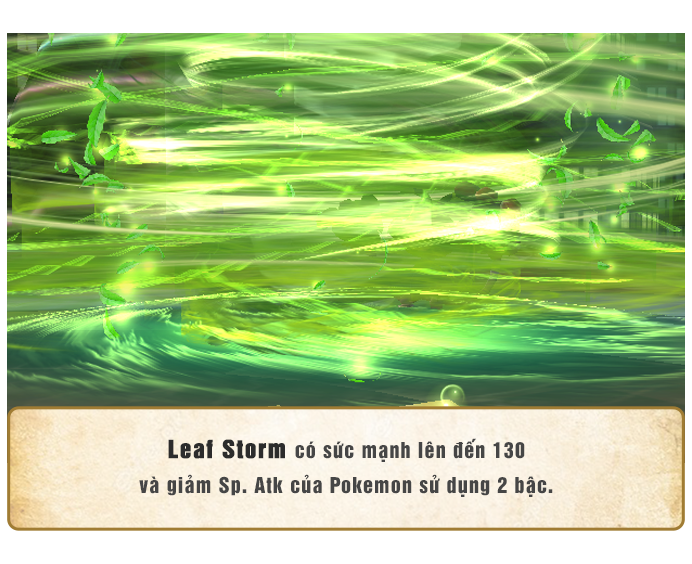 Leaf Storm có sức mạnh lên đến 130
và giảm Sp. Atk của Pokemon sử dụng 2 bậc.